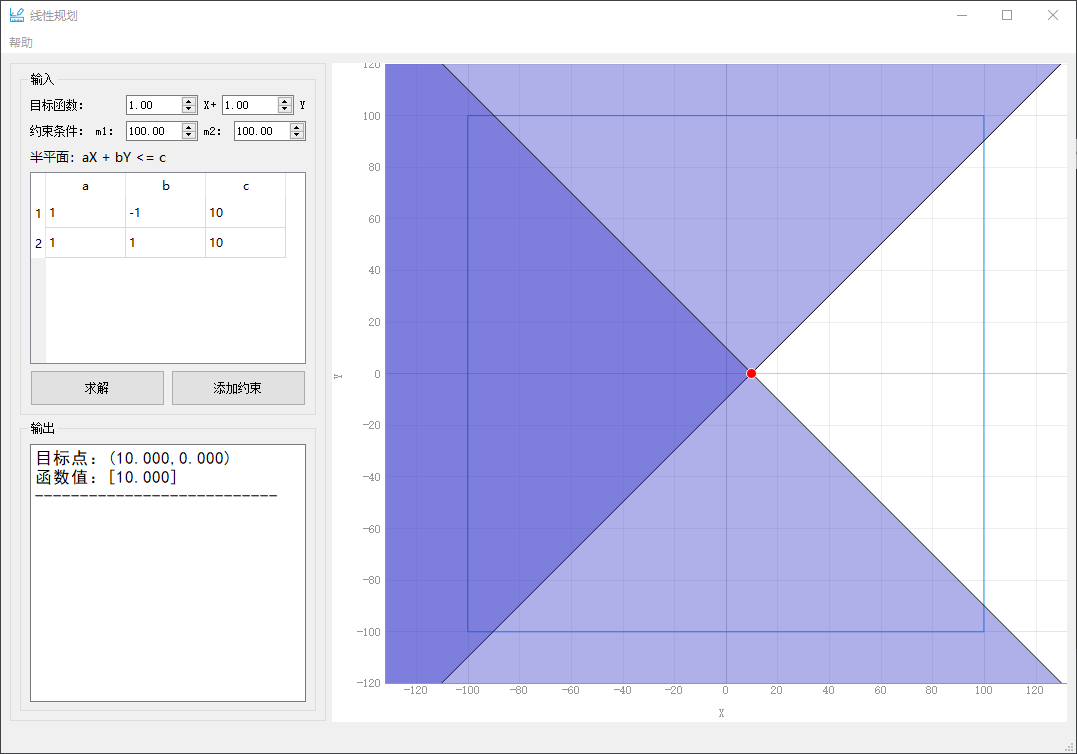 线性规划
帮助
输入
目标函数: 1.00 X+ 1.00 Y
约束条件: m1: 100.00 m2: 100.00
半平面: aX + bY <= c
a b c
1 1 -1 10
2 1 1 10
求解 添加约束
输出
目标点: (10.000,0.000)
函数值: [10.000]
---------------------------
120
100
80
60
40
20
0
-20
-40
-60
-80
-100
-120
Y
-120 -100 -80 -60 -40 -20 0 20 40 60 80 100 120
X